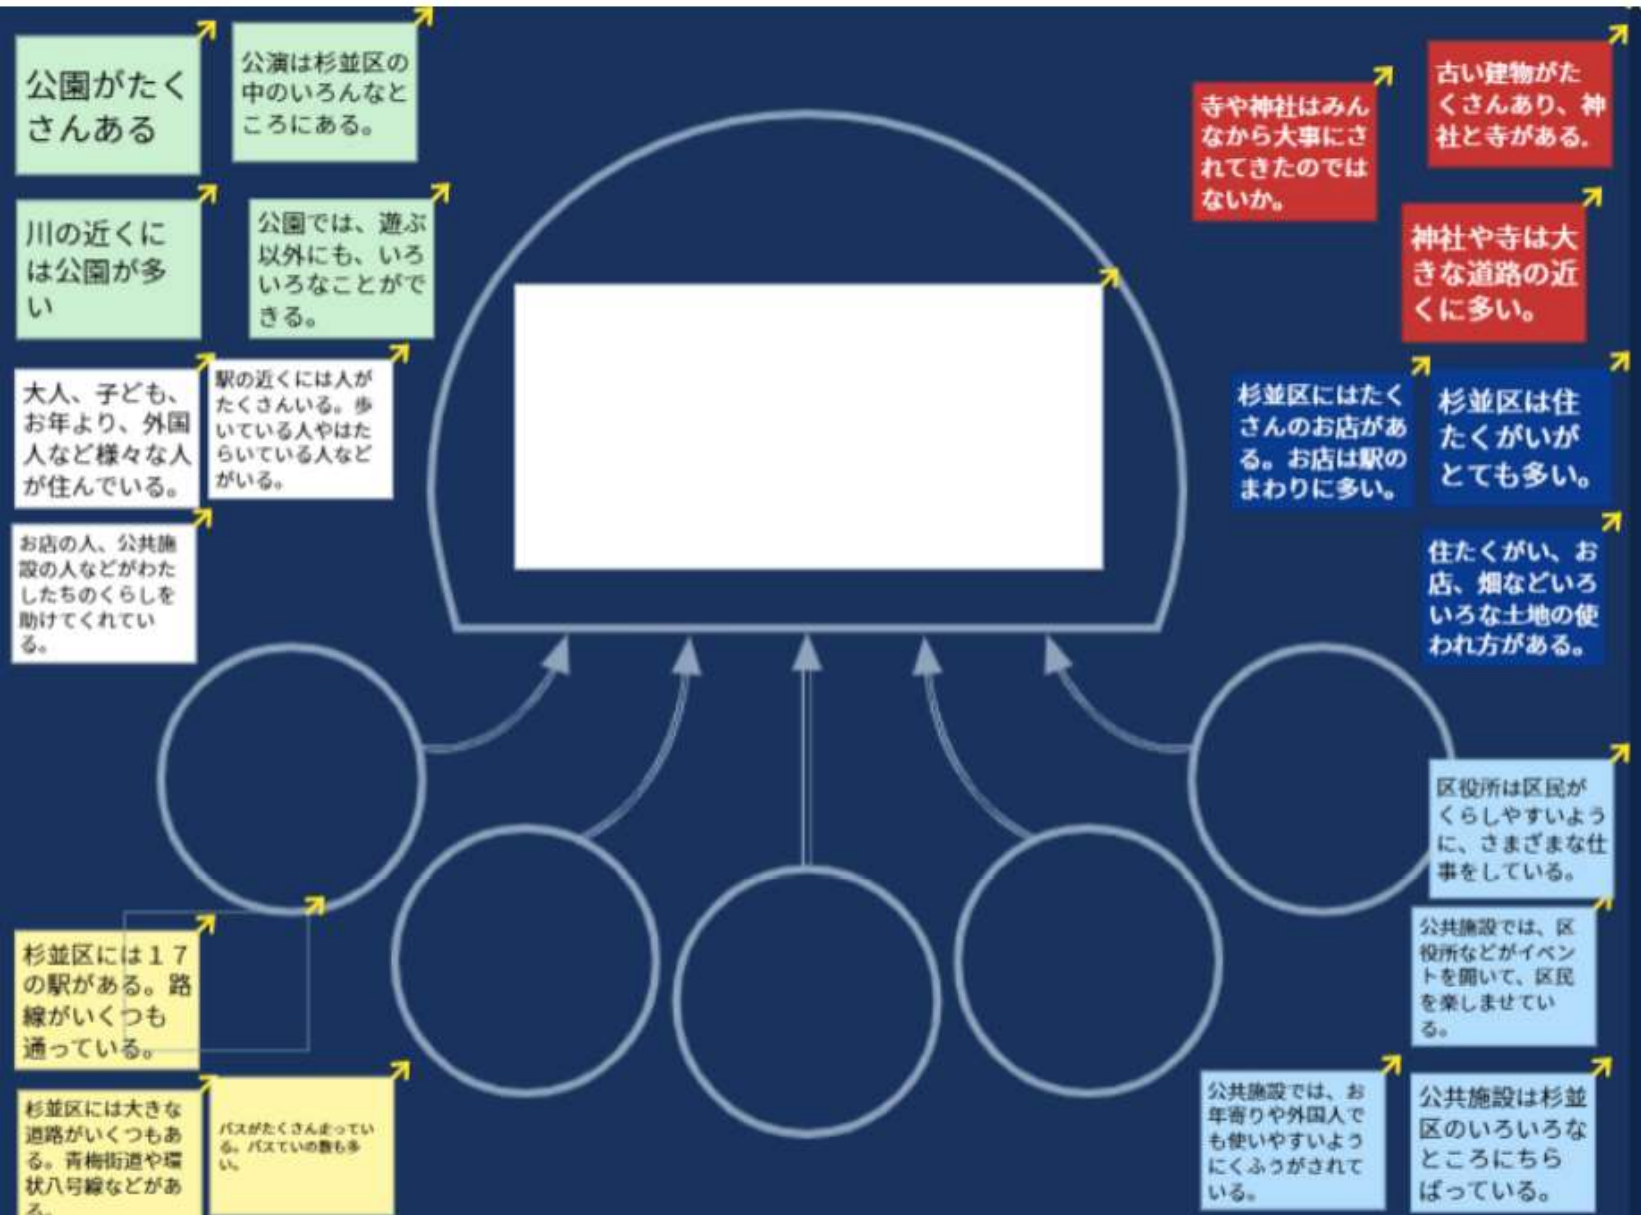 公園がたく
さんある
公演は杉並区の
中のいろんなと
ころにある。
川の近くに
は公園が多
い
公園では、遊ぶ
以外にも、いろ
いろなことがで
きる。
大人、子ども、
お年より、外国
人など様々な人
が住んでいる。
駅の近くには人が
たくさんいる。歩
いている人やはた
らいている人など
がいる。
お店の人、公共施
設の人などがわた
したちのくらしを
助けてくれてい
る。
寺や神社はみん
なから大事にさ
れてきたのでは
ないか。
古い建物がた
くさんあり、神
社と寺がある.
神社や寺は大
きな道路の近
くに多い。
杉並区にはたく
さんのお店があ
る。お店は駅の
まわりに多い。
杉並区は住
たくがいが
とても多い。
住たくがい、お
店、畑などいろ
いろな土地の使
われ方がある。
杉並区には１７
の駅がある。路
線がいくつも
通っている。
杉並区には大きな
道路がいくつもあ
る。青梅街道や環
状八号線などがあ
る。
バスがたくさん走ってい
る。バスていの数も多
い。
区役所は区民が
くらしやすいよう
に、さまざまな仕
事をしている。
公共施設では、区
役所などがイベン
トを開いて、区民
を楽しませてい
る。
公共施設では、お
年寄りや外国人で
も使いやすいよう
にくふうがされて
いる。
公共施設は杉並
区のいろいろな
ところにちら
ばっている。